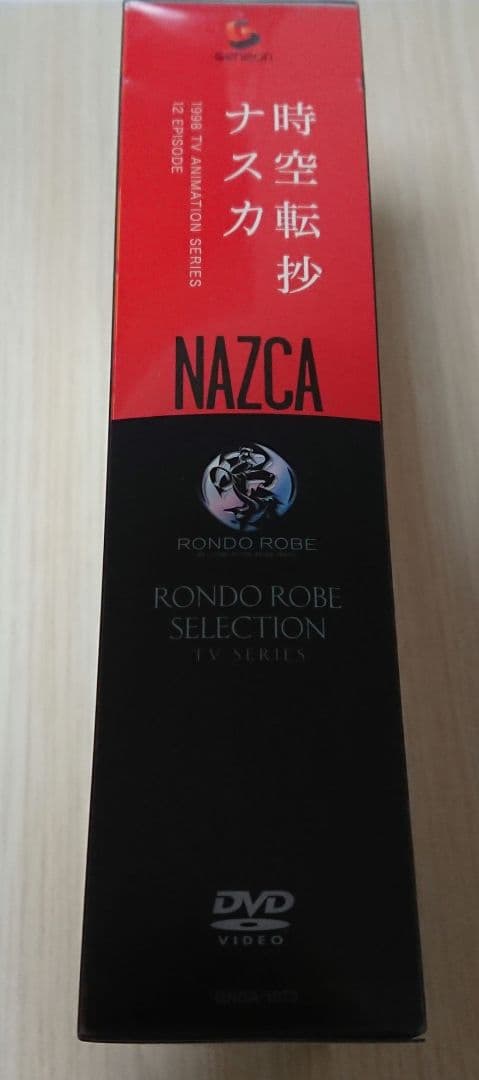 Geneon
時空転抄
ナスカ
1998 TV ANIMATION SERIES
12 EPISODE
NAZCA
RONDO ROBE
RONDO ROBE
SELECTION
TV SERIES
DVD
VIDEO